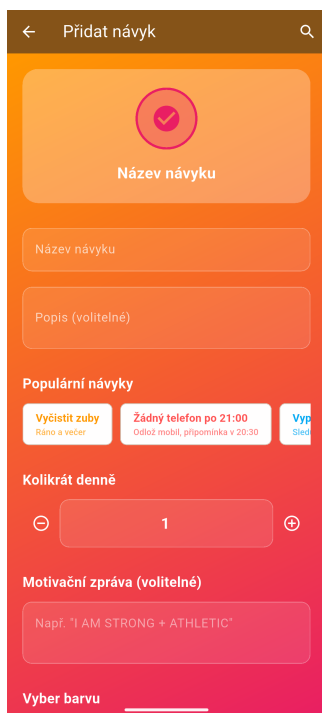 Přidat návyk
Název návyku
Název návyku
Popis (volitelné)
Populární návyky
Vyčistit zuby
Ráno a večer
Žádný telefon po 21:00
Odlož mobil, připomínka v 20:30
Kolikrát denně
1
Motivační zpráva (volitelné)
Např. "I AM STRONG + ATHLETIC"
Vyber barvu